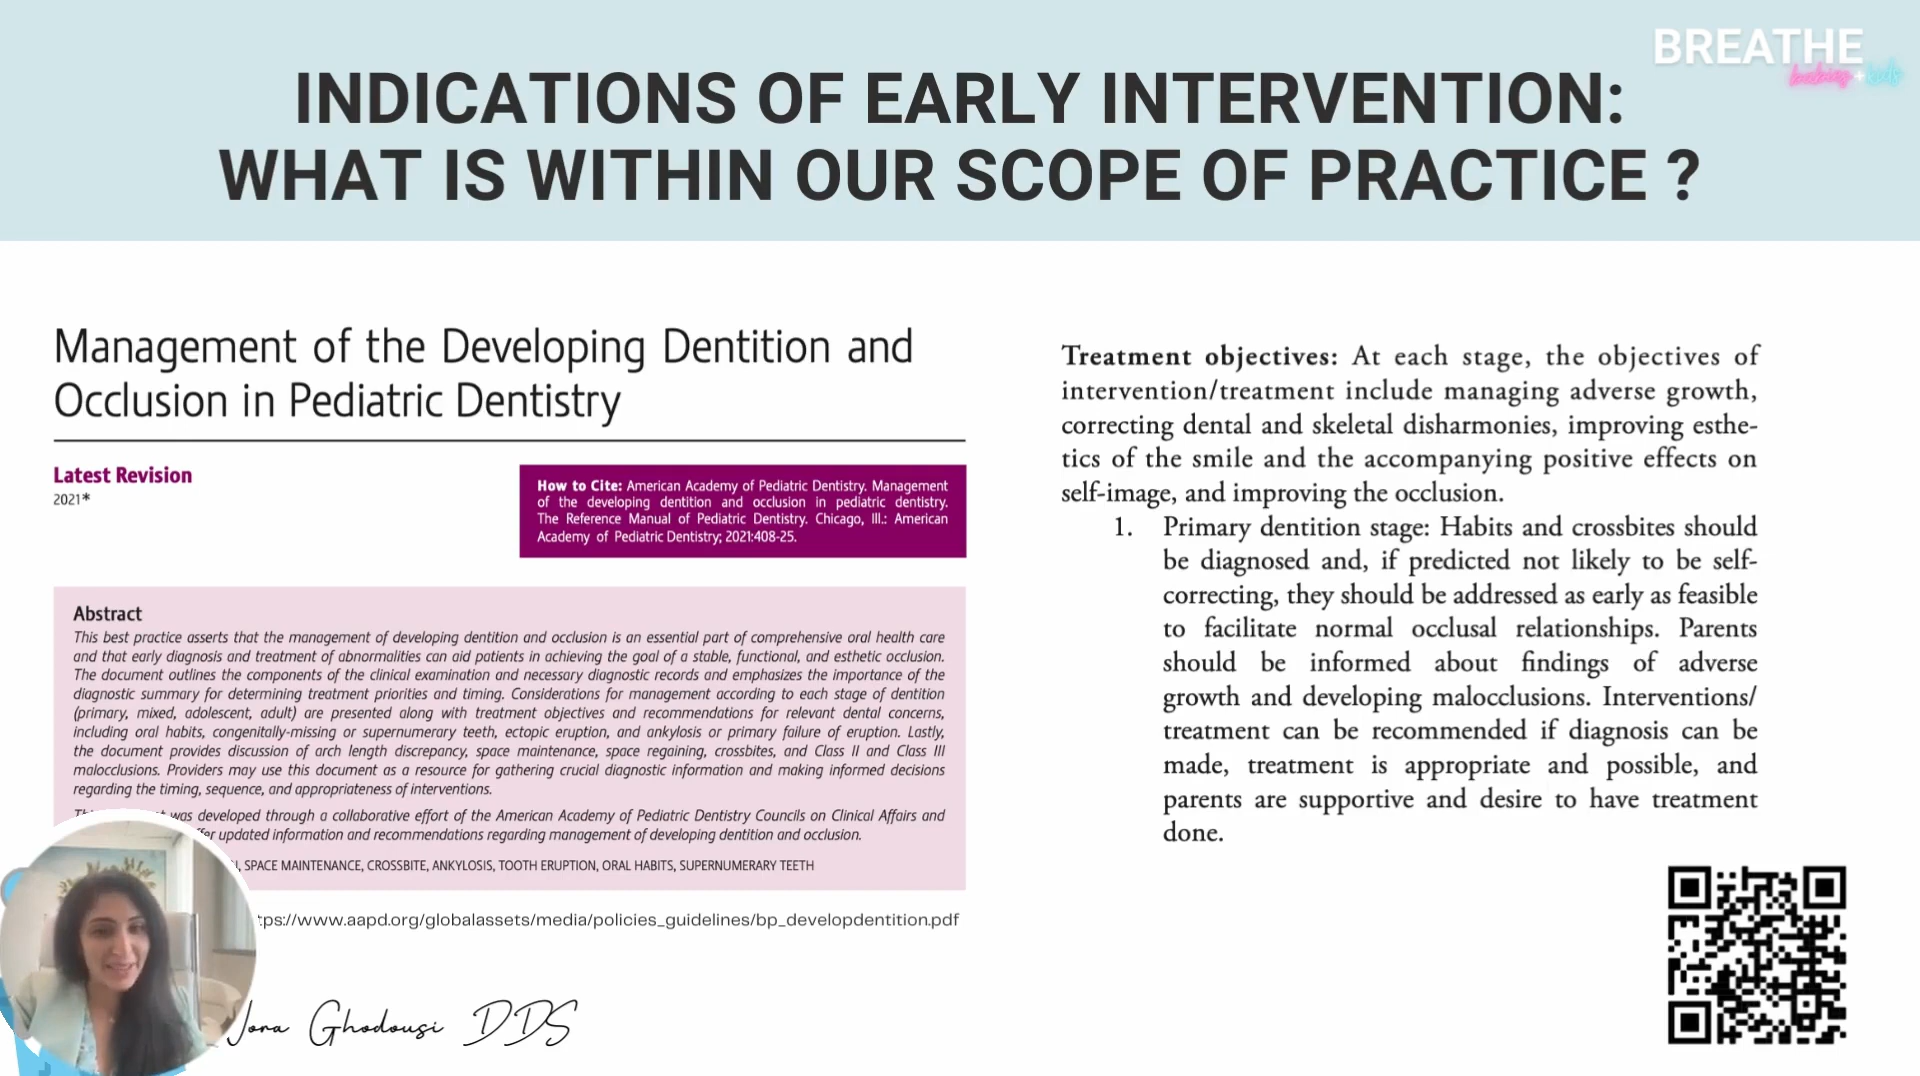 BREATHE
babies + kids
INDICATIONS OF EARLY INTERVENTION:
WHAT IS WITHIN OUR SCOPE OF PRACTICE ?
Management of the Developing Dentition and
Occlusion in Pediatric Dentistry
Latest Revision
2021*
How to Cite: American Academy of Pediatric Dentistry. Management
of the developing dentition and occlusion in pediatric dentistry.
The Reference Manual of Pediatric Dentistry. Chicago, Ill.: American
Academy of Pediatric Dentistry; 2021:408-25.
Abstract
This best practice asserts that the management of developing dentition and occlusion is an essential part of comprehensive oral health care
and that early diagnosis and treatment of abnormalities can aid patients in achieving the goal of a stable, functional, and esthetic occlusion.
The document outlines the components of the clinical examination and necessary diagnostic records and emphasizes the importance of the
diagnostic summary for determining treatment priorities and timing. Considerations for management according to each stage of dentition
(primary, mixed, adolescent, adult) are presented along with treatment objectives and recommendations for relevant dental concerns,
including oral habits, congenitally-missing or supernumerary teeth, ectopic eruption, and ankylosis or primary failure of eruption. Lastly,
the document provides discussion of arch length discrepancy, space maintenance, space regaining, crossbites, and Class II and Class III
malocclusions. Providers may use this document as a resource for gathering crucial diagnostic information and making informed decisions
regarding the timing, sequence, and appropriateness of interventions.
was developed through a collaborative effort of the American Academy of Pediatric Dentistry Councils on Clinical Affairs and
updated information and recommendations regarding management of developing dentition and occlusion.
, SPACE MAINTENANCE, CROSSBITE, ANKYLOSIS, TOOTH ERUPTION, ORAL HABITS, SUPERNUMERARY TEETH
tps://www.aapd.org/globalassets/media/policies_guidelines/bp_developdentition.pdf
Ghodousi DDS
Treatment objectives: At each stage, the objectives of
intervention/treatment include managing adverse growth,
correcting dental and skeletal disharmonies, improving esthe-
tics of the smile and the accompanying positive effects on
self-image, and improving the occlusion.
1. Primary dentition stage: Habits and crossbites should
be diagnosed and, if predicted not likely to be self-
correcting, they should be addressed as early as feasible
to facilitate normal occlusal relationships. Parents
should be informed about findings of adverse
growth and developing malocclusions. Interventions/
treatment can be recommended if diagnosis can be
made, treatment is appropriate and possible, and
parents are supportive and desire to have treatment
done.